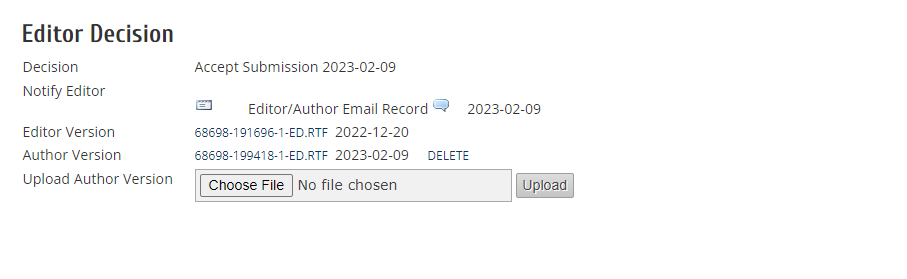 Editor Decision
Decision Accept Submission 2023-02-09
Notify Editor
Editor/Author Email Record 2023-02-09
Editor Version 68698-191696-1-ED.RTF 2022-12-20
Author Version 68698-199418-1-ED.RTF 2023-02-09 DELETE
Upload Author Version Choose File No file chosen Upload